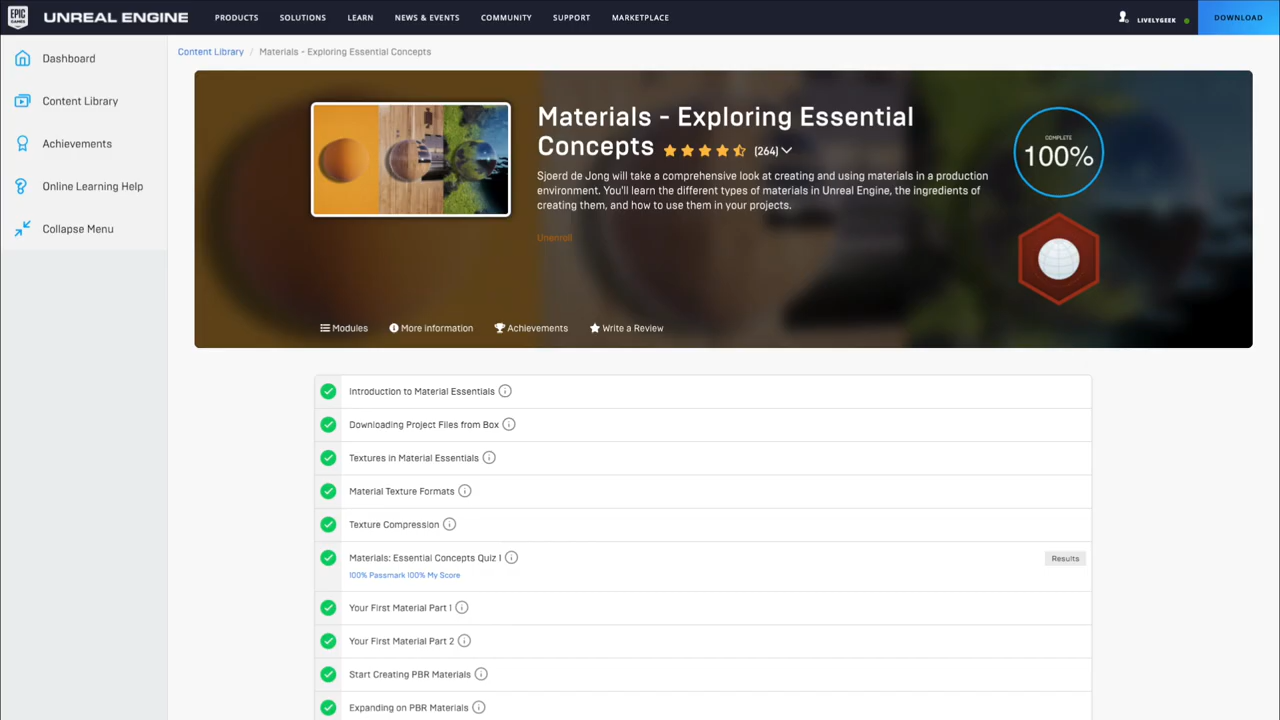 EPIC GAMES
UNREAL ENGINE
PRODUCTS
SOLUTIONS
LEARN
NEWS & EVENTS
COMMUNITY
SUPPORT
MARKETPLACE
LIVELYGEEK
DOWNLOAD
Dashboard
Content Library
Achievements
Online Learning Help
Collapse Menu
Content Library / Materials - Exploring Essential Concepts
Materials - Exploring Essential
Concepts (264)
Sjoerd de Jong will take a comprehensive look at creating and using materials in a production
environment. You'll learn the different types of materials in Unreal Engine, the ingredients of
creating them, and how to use them in your projects.
Unenroll
COMPLETE
100%
Modules
More information
Achievements
Write a Review
Introduction to Material Essentials
Downloading Project Files from Box
Textures in Material Essentials
Material Texture Formats
Texture Compression
Materials: Essential Concepts Quiz 1
100% Passmark 100% My Score
Results
Your First Material Part 1
Your First Material Part 2
Start Creating PBR Materials
Expanding on PBR Materials